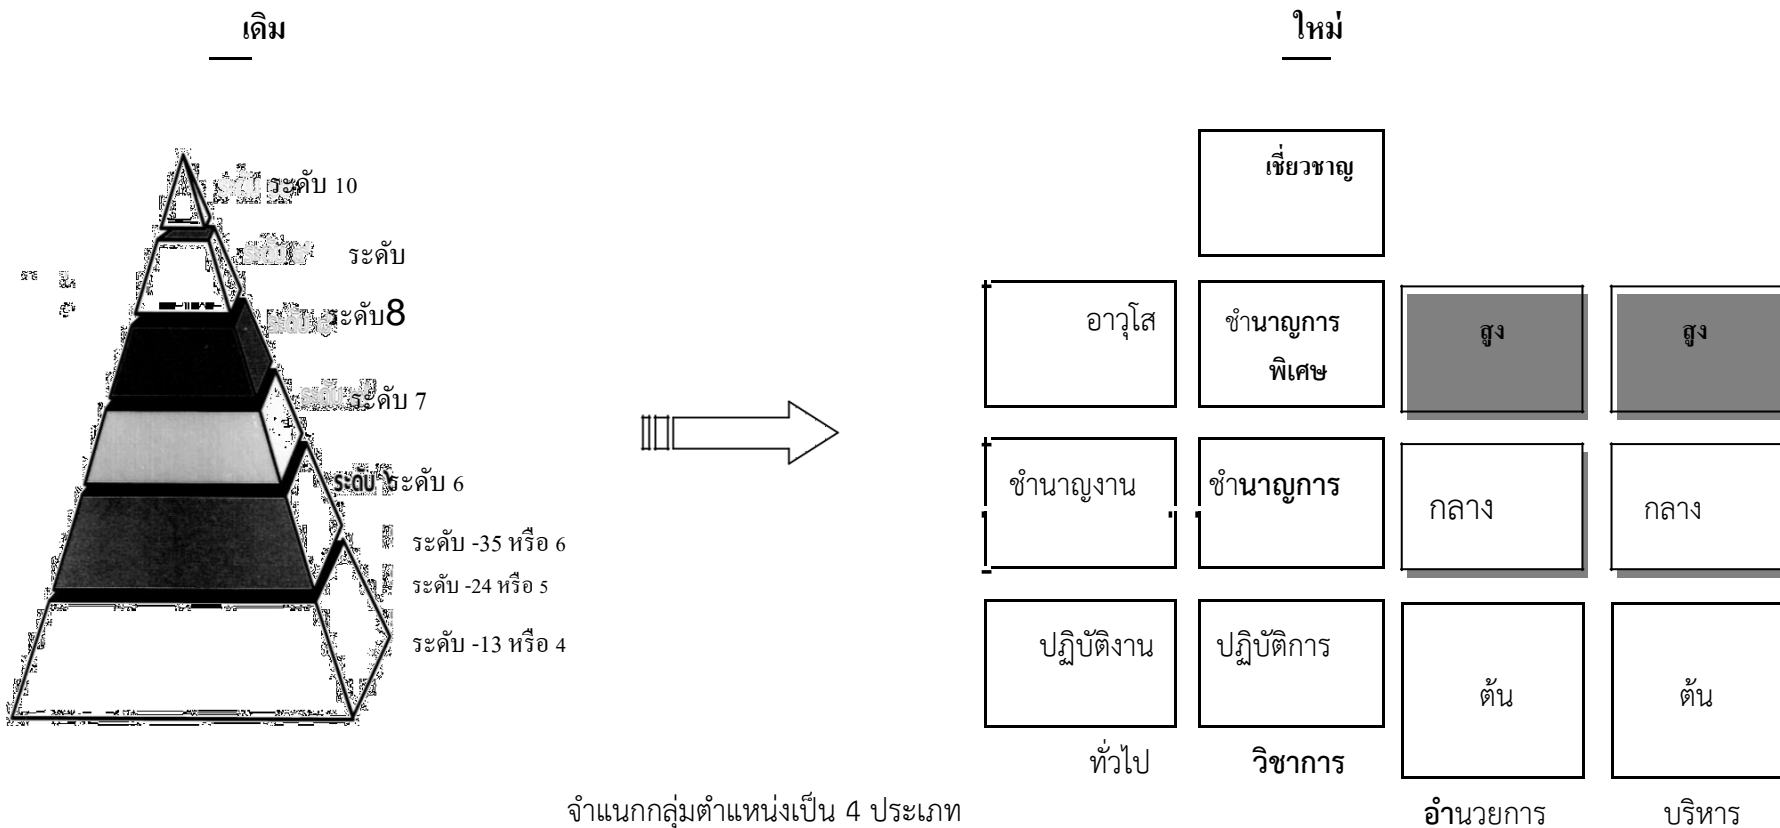 เดิม
ใหม่
ระดับ 10
ระดับ
ระดับ8
ระดับ 7
ระดับ ระดับ 6
ระดับ -35 หรือ 6
ระดับ -24 หรือ 5
ระดับ -13 หรือ 4
เชี่ยวชาญ
อาวุโส
ชำนาญการ
พิเศษ
สูง
สูง
ชำนาญงาน
ชำนาญการ
กลาง
กลาง
ปฏิบัติงาน
ปฏิบัติการ
ต้น
ต้น
ทั่วไป
วิชาการ
อำนวยการ
บริหาร
จำแนกกลุ่มตำแหน่งเป็น 4 ประเภท